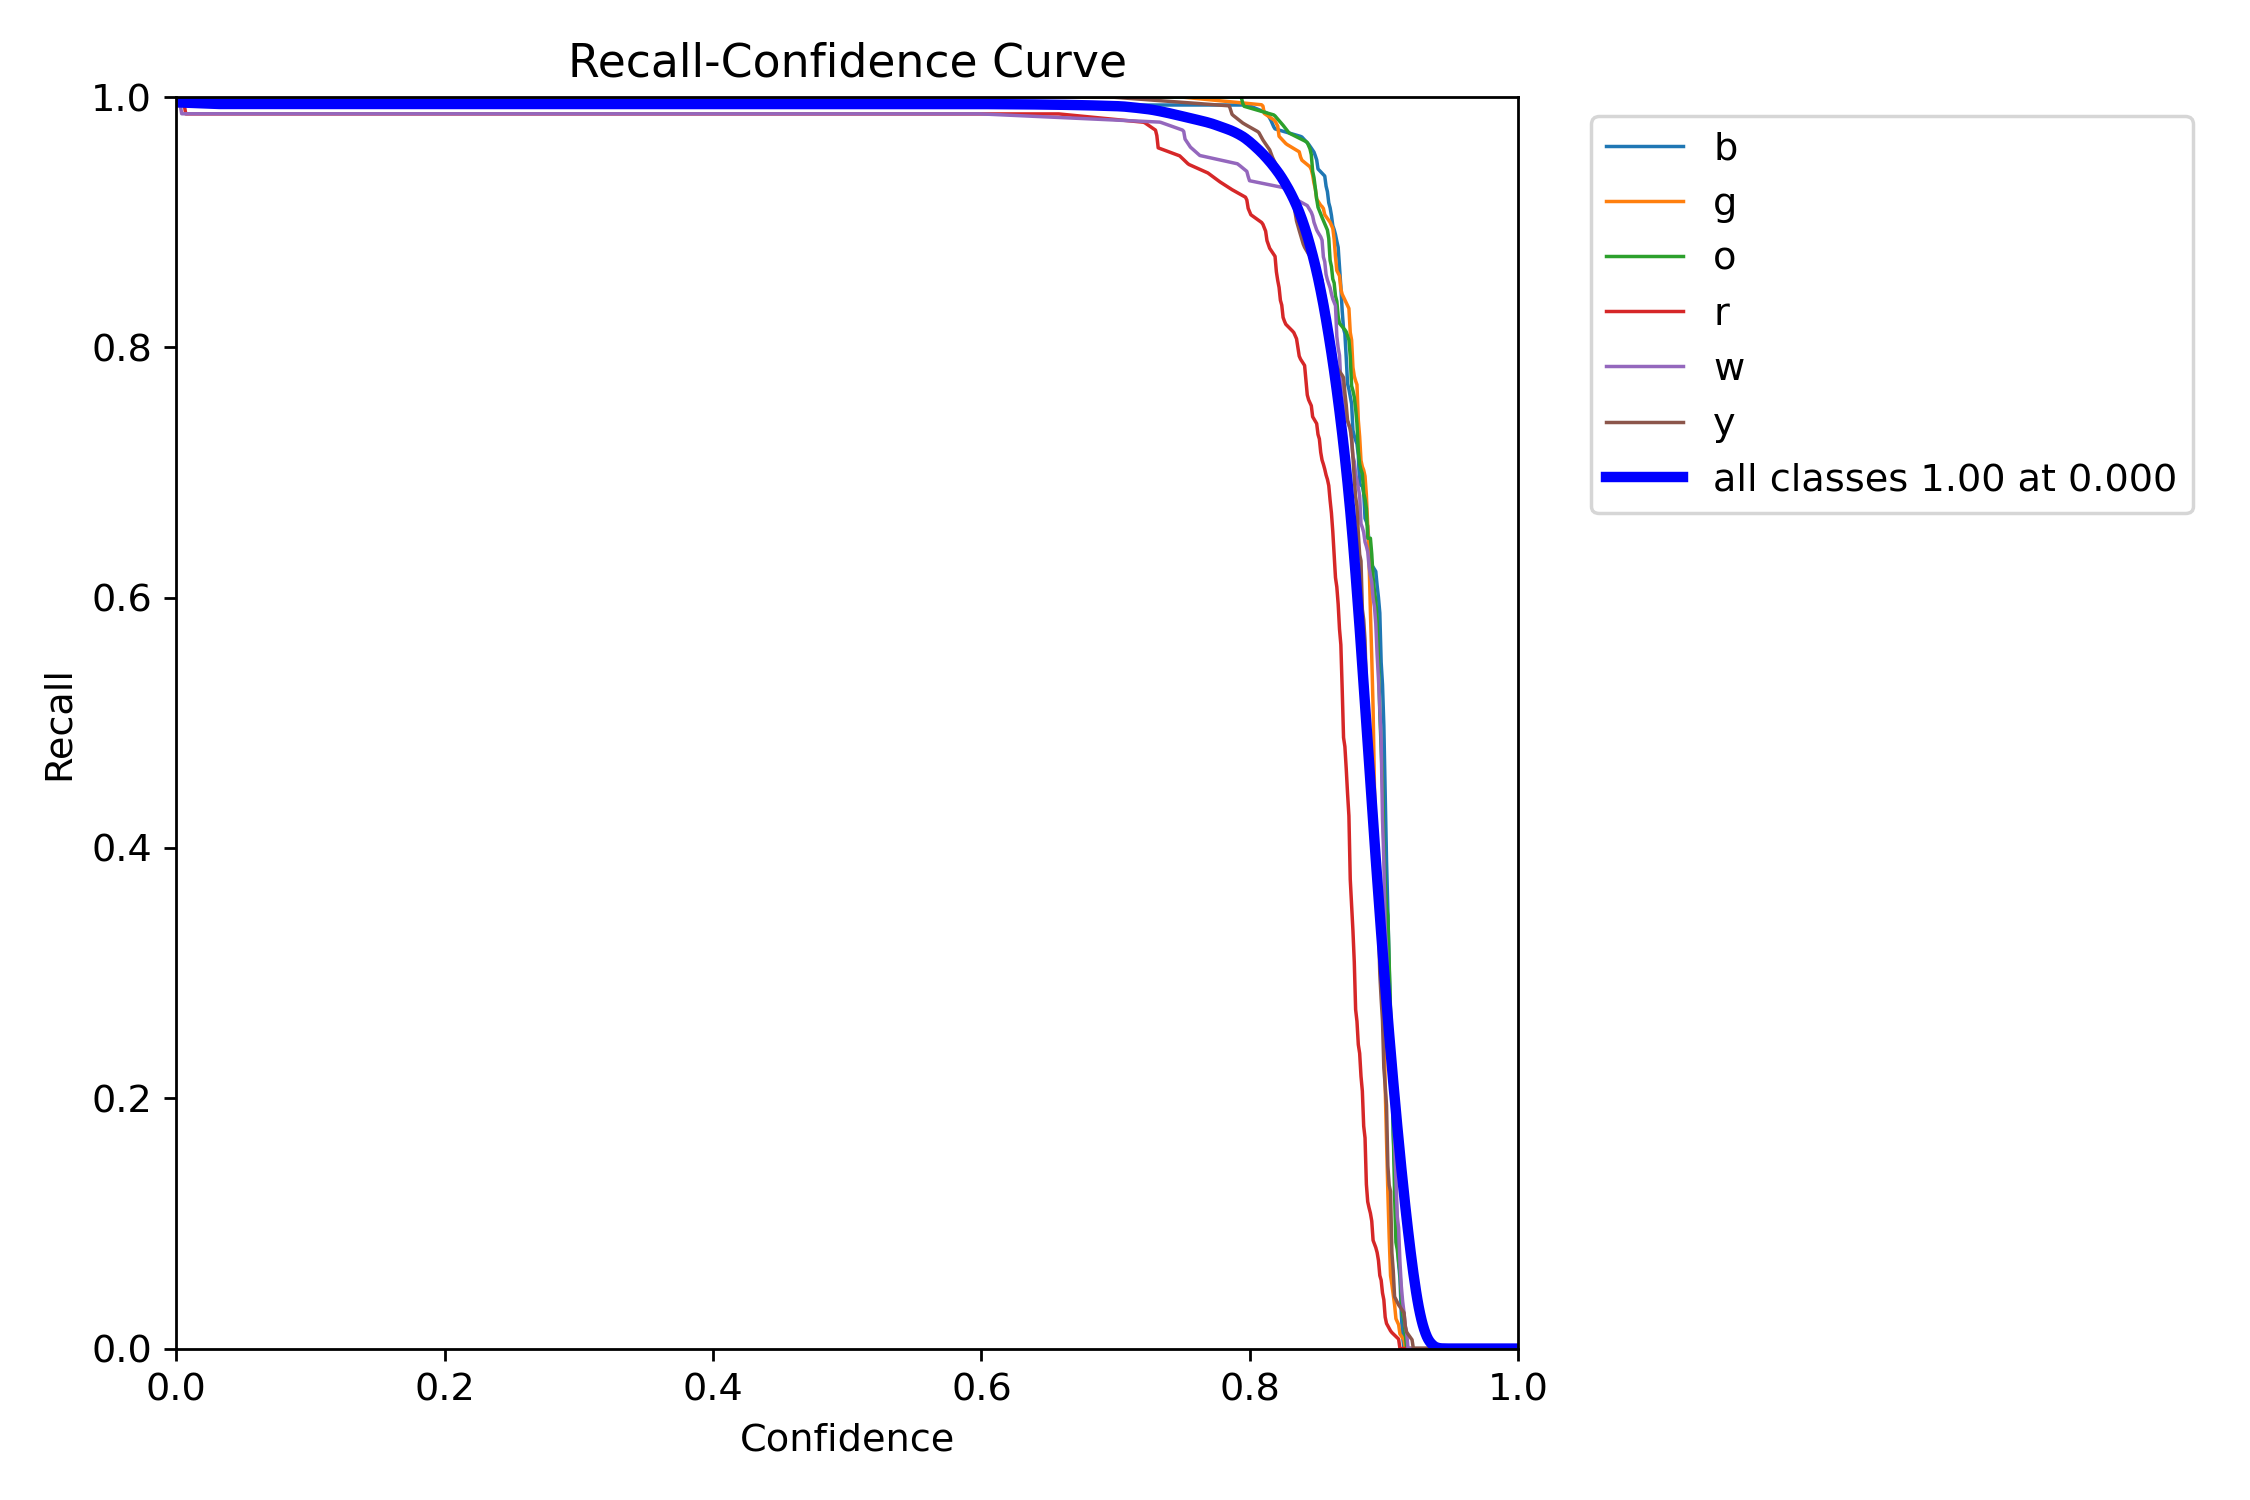 Recall-Confidence Curve
1.0
0.8
0.6
0.4
0.2
0.0
Recall
0.0 0.2 0.4 0.6 0.8 1.0
Confidence
b
g
o
r
w
y
all classes 1.00 at 0.000